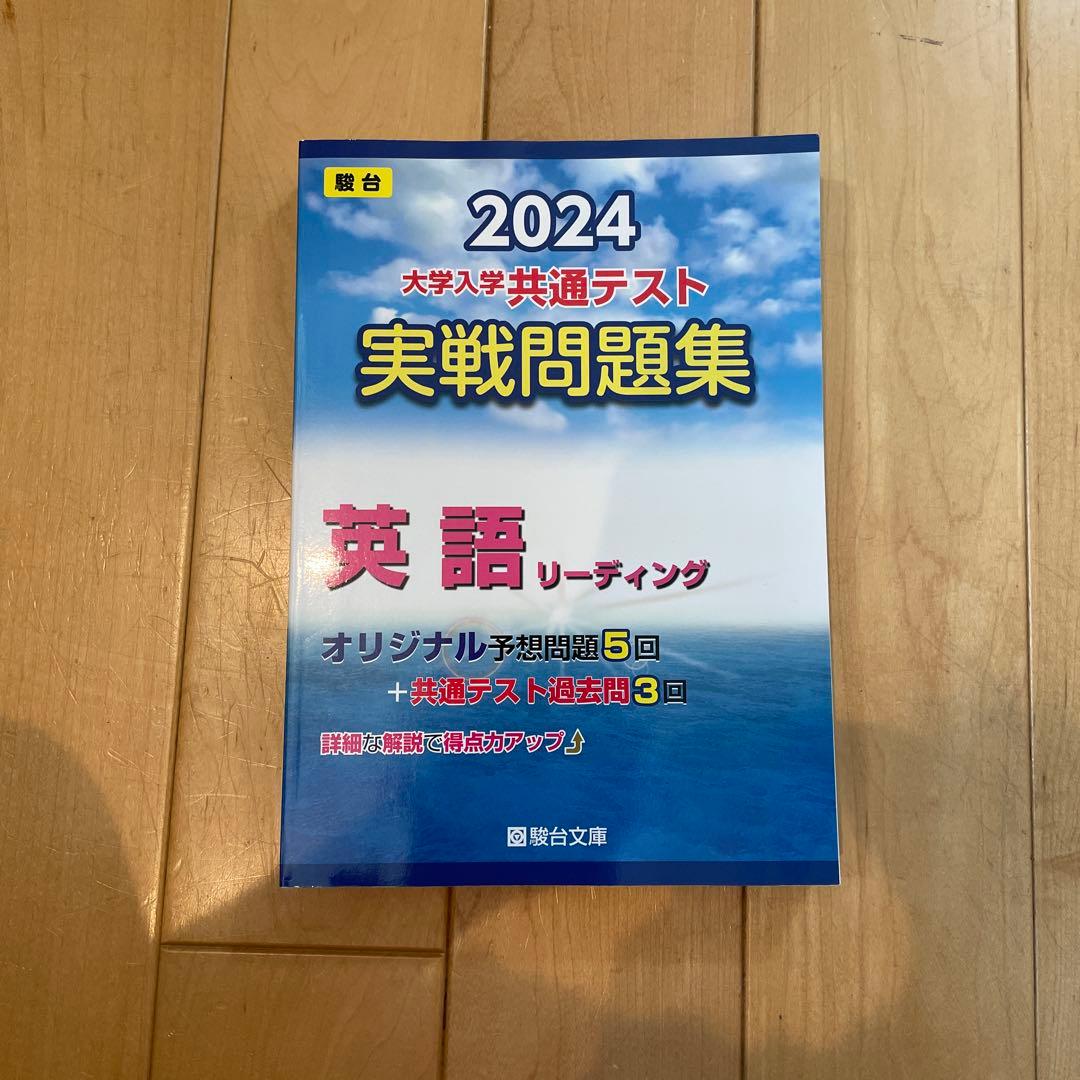 駿台
2024
大学入学共通テスト
実戦問題集
英語リーディング
オリジナル予想問題5回
＋共通テスト過去問3回
詳細な解説で得点力アップ
駿台文庫